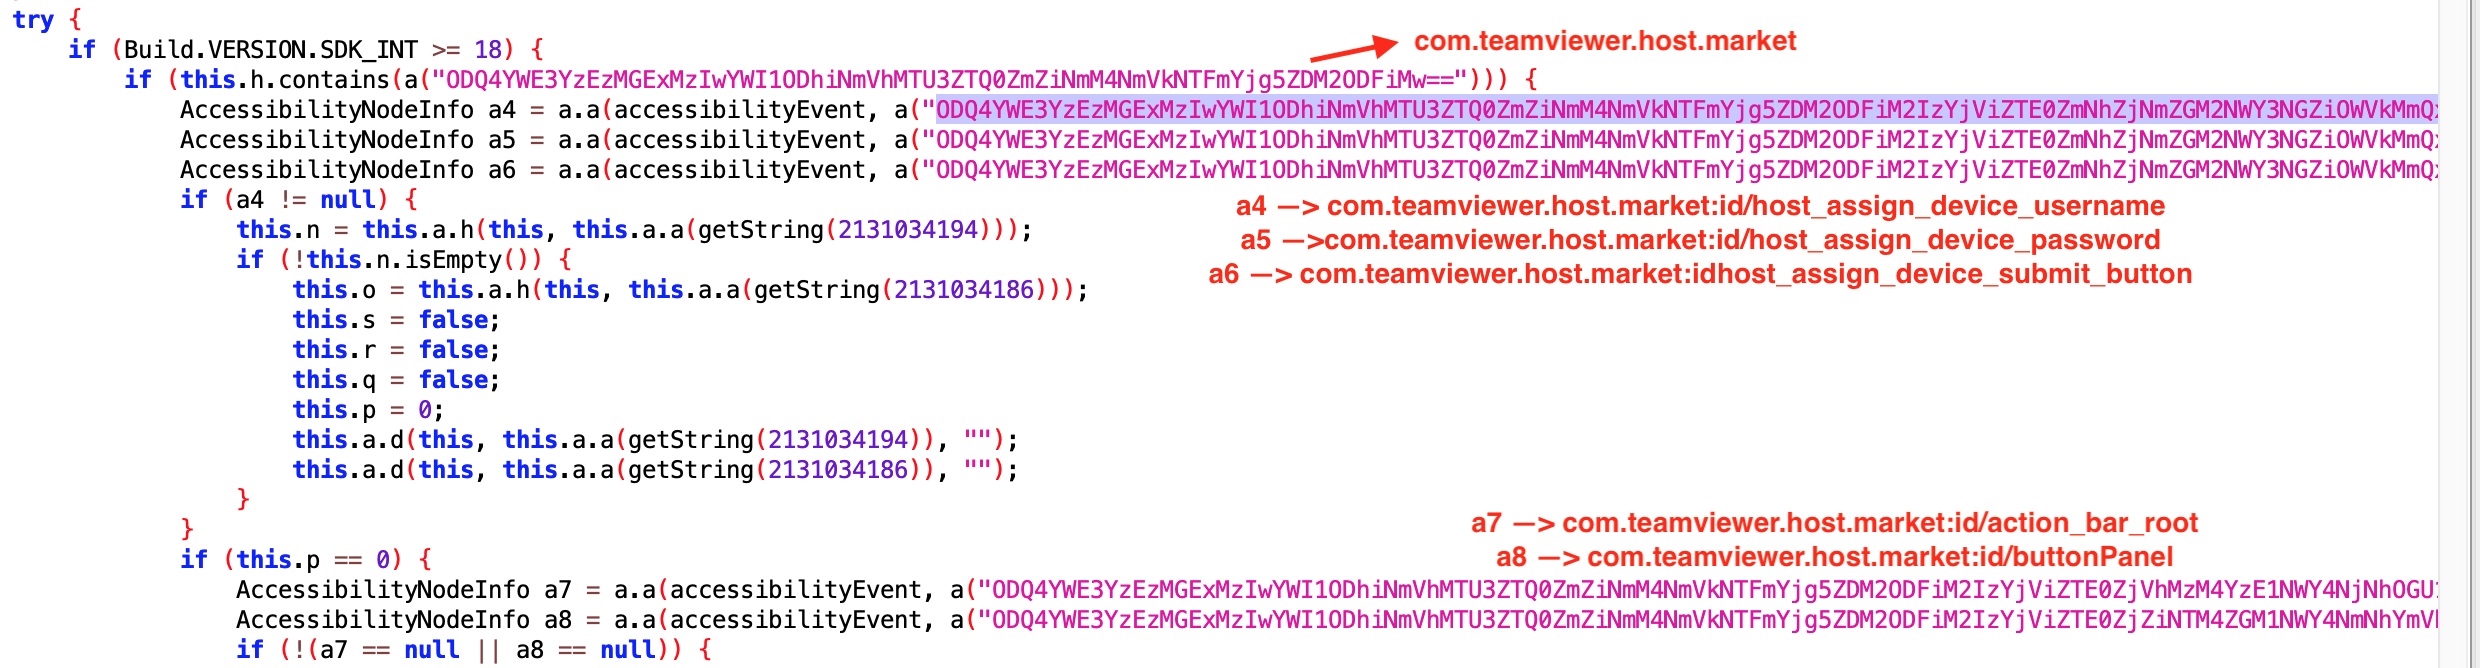 try {
if (Build.VERSION.SDK_INT >= 18) {
com.teamviewer.host.market
if (this.h.contains(a("ODQ4YWE3YzEzMGExMzIwYWI1ODhiNmVhMTU3ZTQ0ZmZiNmM4NmVkNTFmYjg5ZDM2ODFiMw=="))) {
AccessibilityNodeInfo a4 = a.a(accessibilityEvent, a("ODQ4YWE3YzEzMGExMzIwYWI1ODhiNmVhMTU3ZTQ0ZmZiNmM4NmVkNTFmYjg5ZDM2ODFiM2IzYjViZTE0ZmNhZjNmZGM2NWY3NGZiOWVkMmQ
AccessibilityNodeInfo a5 = a.a(accessibilityEvent, a("ODQ4YWE3YzEzMGExMzIwYWI1ODhiNmVhMTU3ZTQ0ZmZiNmM4NmVkNTFmYjg5ZDM2ODFiM2IzYjViZTE0ZmNhZjNmZGM2NWY3NGZiOWVkMmQ
AccessibilityNodeInfo a6 = a.a(accessibilityEvent, a("ODQ4YWE3YzEzMGExMzIwYWI1ODhiNmVhMTU3ZTQ0ZmZiNmM4NmVkNTFmYjg5ZDM2ODFiM2IzYjViZTE0ZmNhZjNmZGM2NWY3NGZiOWVkMmQ
if (a4 != null) {
a4 —> com.teamviewer.host.market:id/host_assign_device_username
this.n = this.a.h(this, this.a.a(getString(2131034194)));
a5 —>com.teamviewer.host.market:id/host_assign_device_password
if (!this.n.isEmpty()) {
a6 —> com.teamviewer.host.market:idhost_assign_device_submit_button
this.o = this.a.h(this, this.a.a(getString(2131034186)));
this.s = false;
this.r = false;
this.q = false;
this.p = 0;
this.a.d(this, this.a.a(getString(2131034194)), "");
this.a.d(this, this.a.a(getString(2131034186)), "");
}
}
a7 —> com.teamviewer.host.market:id/action_bar_root
if (this.p == 0) {
a8 —> com.teamviewer.host.market:id/buttonPanel
AccessibilityNodeInfo a7 = a.a(accessibilityEvent, a("ODQ4YWE3YzEzMGExMzIwYWI1ODhiNmVhMTU3ZTQ0ZmZiNmM4NmVkNTFmYjg5ZDM2ODFiM2IzYjViZTE0ZjVhMzM4YzE1NWY4NjNhOGU
AccessibilityNodeInfo a8 = a.a(accessibilityEvent, a("ODQ4YWE3YzEzMGExMzIwYWI1ODhiNmVhMTU3ZTQ0ZmZiNmM4NmVkNTFmYjg5ZDM2ODFiM2IzYjViZTE0ZjZiNTM4ZGM1NWY4NmNhYmV
if (!(a7 == null || a8 == null)) {